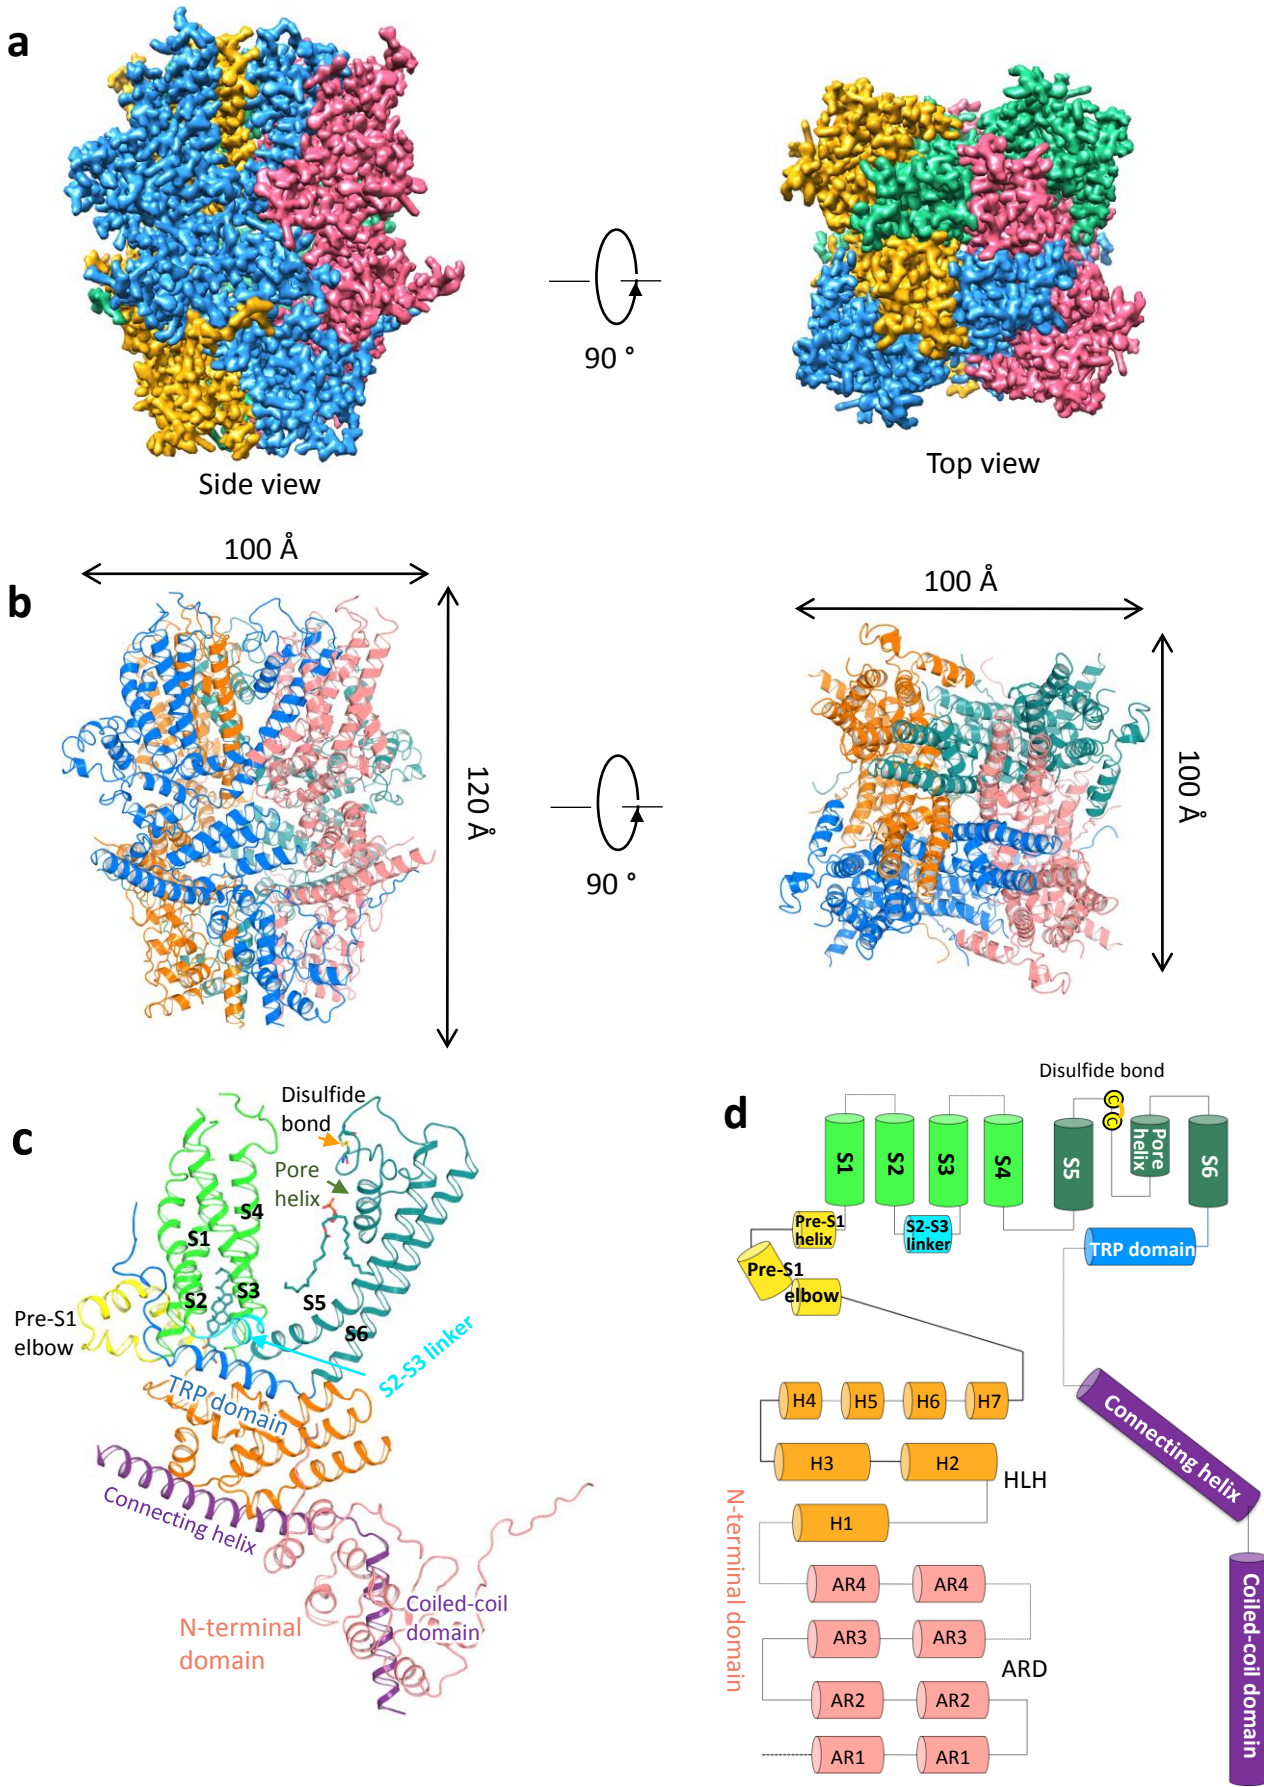 a
90 °
Side view
Top view
b
100 Å
120 Å
90 °
100 Å
100 Å
c
Disulfide
bond
Pore
helix
S4
S1
S3
S2
S5
S6
Pre-S1
elbow
S2-S3 linker
TRP domain
Connecting helix
N-terminal
domain
Coiled-coil
domain
d
Disulfide bond
C
C
S1
S2
S3
S4
S5
Pore
helix
S6
Pre-S1
helix
S2-S3
linker
TRP domain
Pre-S1
elbow
H4
H5
H6
H7
H3
H2
HLH
H1
N-terminal domain
AR4
AR4
AR3
AR3
ARD
AR2
AR2
AR1
AR1
Connecting helix
Coiled-coil domain